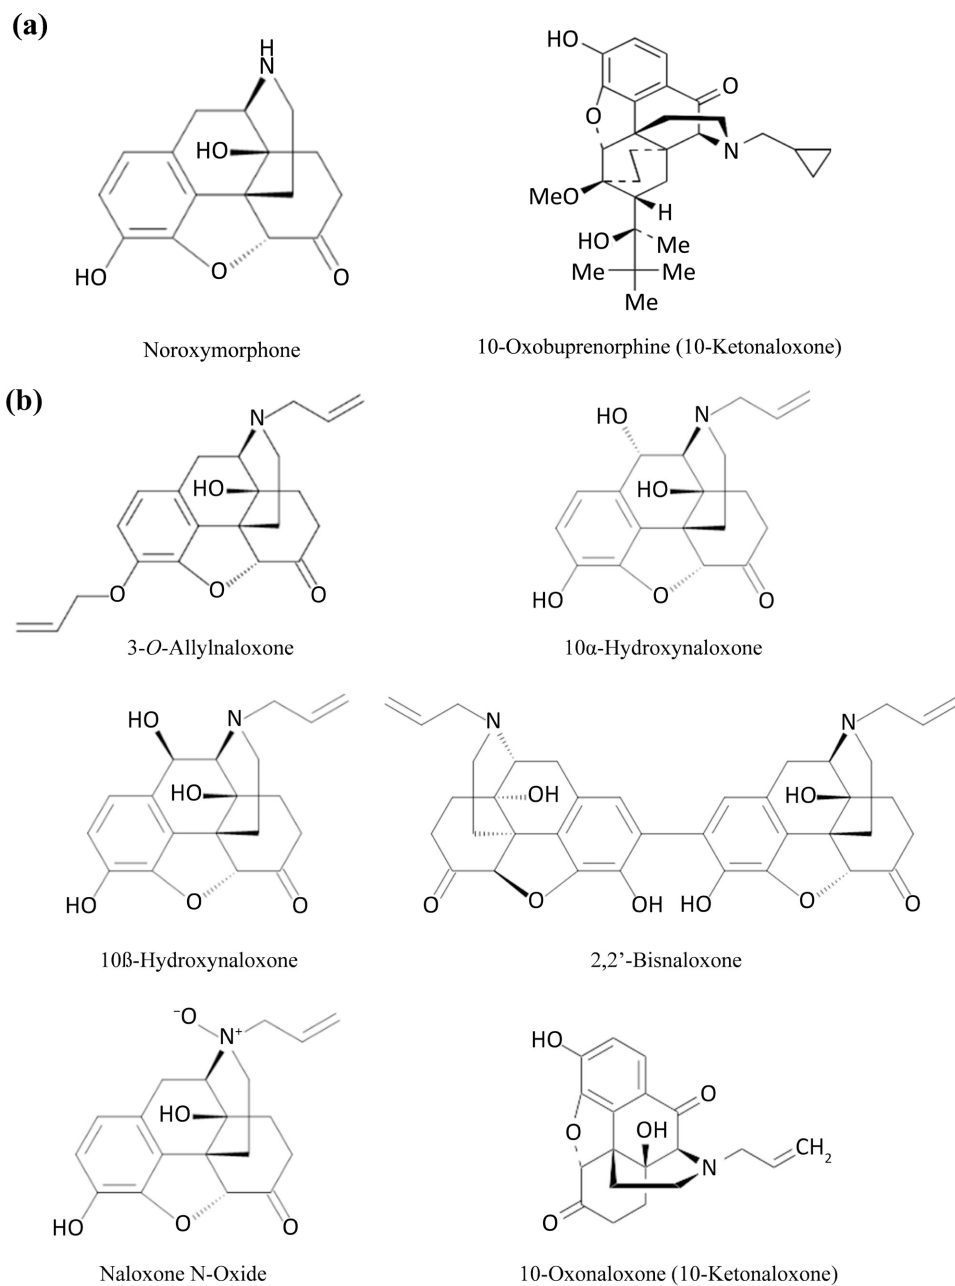 (a)
H
N
HO
HO
O
O
Noroxymorphone
HO
O
O
N
MeO
H
HO
Me
Me
Me
Me
10-Oxobuprenorphine (10-Ketonaloxone)
(b)
N
HO
O
O
O
3-O-Allylnaloxone
HO
N
HO
HO
O
O
10α-Hydroxynaloxone
HO
N
HO
HO
O
O
10ß-Hydroxynaloxone
N
N
OH
HO
O
O
OH
HO
O
O
2,2’-Bisnaloxone
⁻O
N⁺
HO
HO
O
O
Naloxone N-Oxide
HO
O
O
OH
N
CH₂
O
10-Oxonaloxone (10-Ketonaloxone)